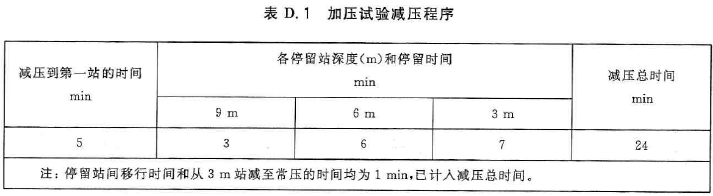 表 D.1 加压试验减压程序
减压到第一站的时间
min
各停留站深度(m)和停留时间
min
减压总时间
min
9 m
6 m
3 m
5
3
6
7
24
注：停留站间移行时间和从 3 m 站减至常压的时间均为 1 min,已计入减压总时间。